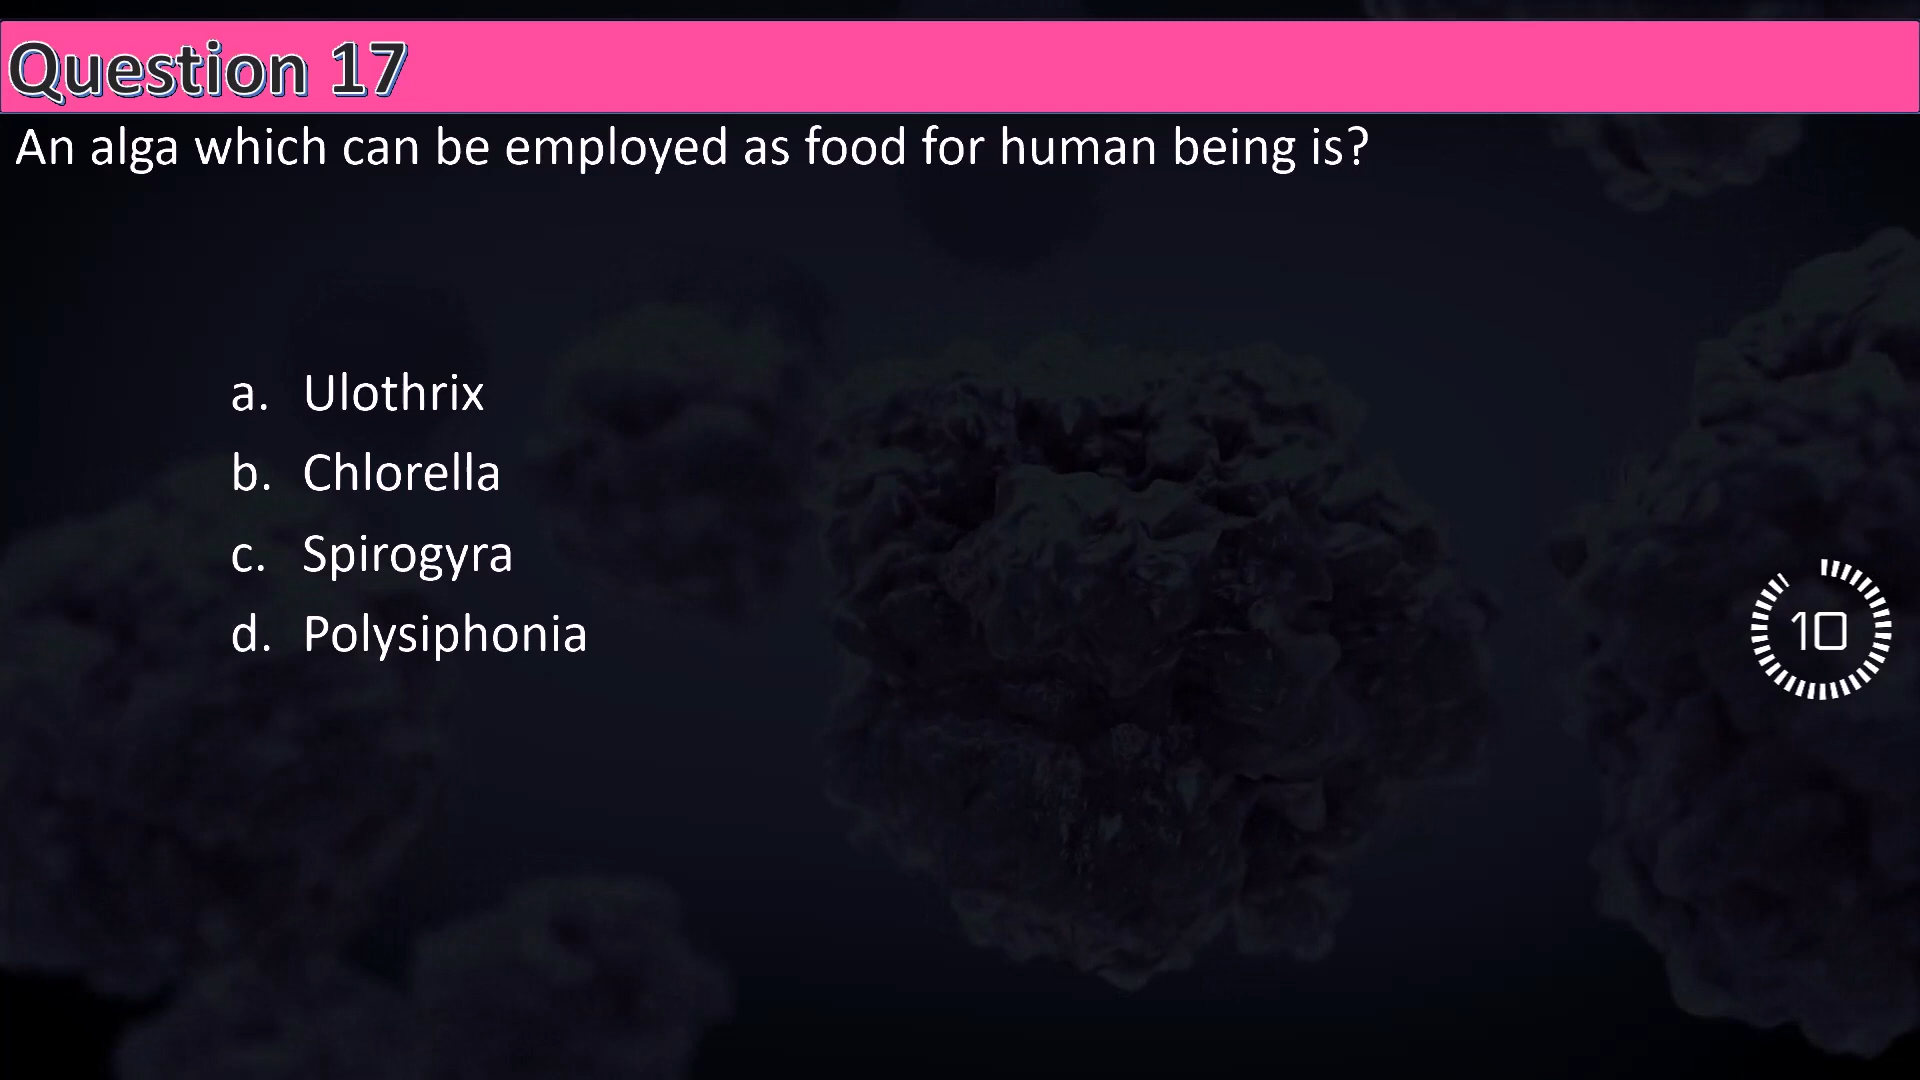 Question 17
An alga which can be employed as food for human being is?
a. Ulothrix
b. Chlorella
c. Spirogyra
d. Polysiphonia
10